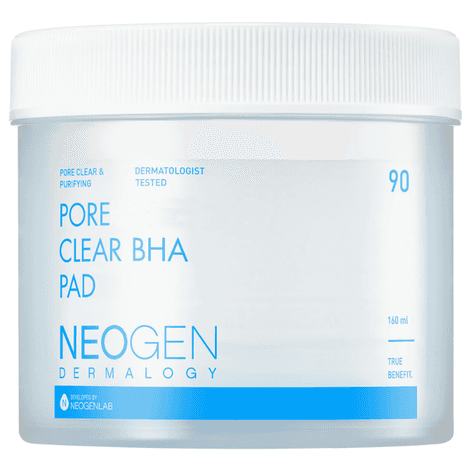 PORE CLEAR &
PURIFYING
DERMATOLOGIST
TESTED
90
PORE
CLEAR BHA
PAD
160 ml
NEOGEN
DERMALOGY
TRUE
BENEFIT.
N
DEVELOPED BY
NEOGENLAB